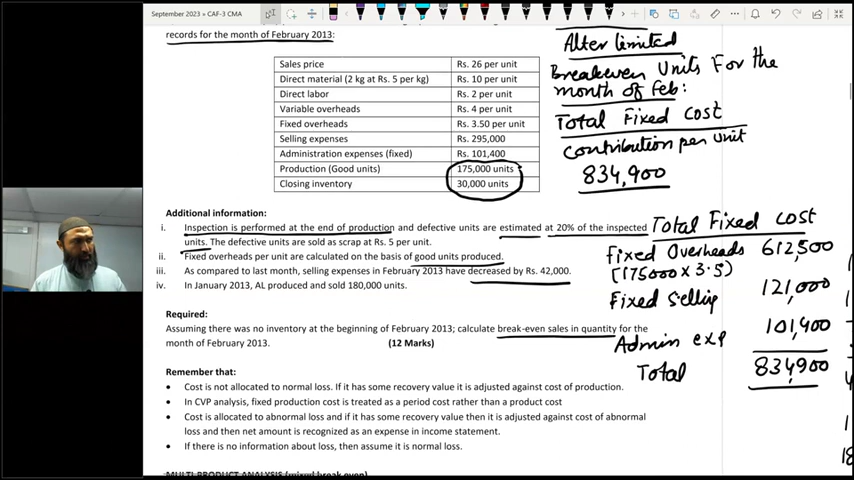 September 2023 » CAF-3 CMA
records for the month of February 2013:
Sales price Rs. 26 per unit
Direct material (2 kg at Rs. 5 per kg) Rs. 10 per unit
Direct labor Rs. 2 per unit
Variable overheads Rs. 4 per unit
Fixed overheads Rs. 3.50 per unit
Selling expenses Rs. 295,000
Administration expenses (fixed) Rs. 101,400
Production (Good units) 175,000 units
Closing inventory 30,000 units
Alter Limited
Breakeven Units For the
month of Feb:
Total Fixed Cost
Contribution per unit
834,900
Additional information:
i. Inspection is performed at the end of production and defective units are estimated at 20% of the inspected
units. The defective units are sold as scrap at Rs. 5 per unit.
ii. Fixed overheads per unit are calculated on the basis of good units produced.
iii. As compared to last month, selling expenses in February 2013 have decreased by Rs. 42,000.
iv. In January 2013, AL produced and sold 180,000 units.
Required:
Assuming there was no inventory at the beginning of February 2013; calculate break-even sales in quantity for the
month of February 2013. (12 Marks)
Remember that:
• Cost is not allocated to normal loss. If it has some recovery value it is adjusted against cost of production.
• In CVP analysis, fixed production cost is treated as a period cost rather than a product cost
• Cost is allocated to abnormal loss and if it has some recovery value then it is adjusted against cost of abnormal
loss and then net amount is recognized as an expense in income statement.
• If there is no information about loss, then assume it is normal loss.
MULTI PRODUCT ANALYSIS (mixed break even)
Total Fixed Cost
Fixed Overheads 612,500
(175000 x 3.5)
Fixed Selling 121,000
Admin exp 101,400
Total 834,900